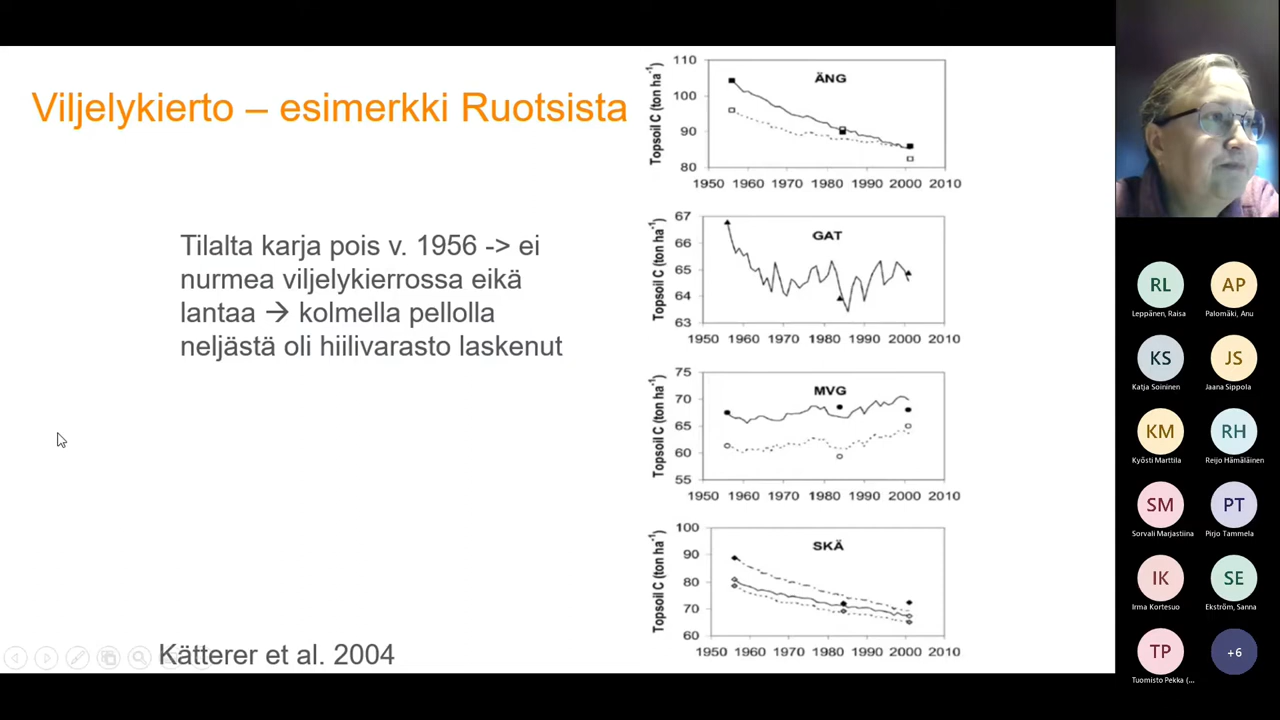 Viljelykierto – esimerkki Ruotsista
Tilalta karja pois v. 1956 -> ei
nurmea viljelykierrossa eikä
lantaa → kolmella pellolla
neljästä oli hiilivarasto laskenut
Kätterer et al. 2004
ÄNG
Topsoil C (ton ha⁻¹)
110
100
90
80
1950 1960 1970 1980 1990 2000 2010
GAT
Topsoil C (ton ha⁻¹)
67
66
65
64
63
1950 1960 1970 1980 1990 2000 2010
MVG
Topsoil C (ton ha⁻¹)
75
70
65
60
55
1950 1960 1970 1980 1990 2000 2010
SKÄ
Topsoil C (ton ha⁻¹)
100
90
80
70
60
1950 1960 1970 1980 1990 2000 2010
RL AP
Leppänen, Raisa Palomäki, Anu
KS JS
Katja Soininen Jaana Sippola
KM RH
Kyösti Marttila Reijo Hämäläinen
SM PT
Sorvali Marjastiina Pirjo Tammela
IK SE
Irma Kortesuo Ekström, Sanna
TP +6
Tuomisto Pekka (...